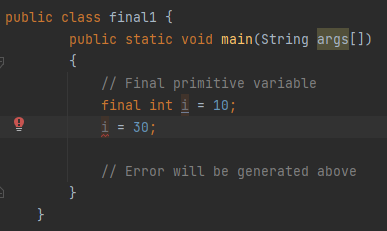 public class final1 {
public static void main(String args[])
{
// Final primitive variable
final int i = 10;
i = 30;
// Error will be generated above
}
}